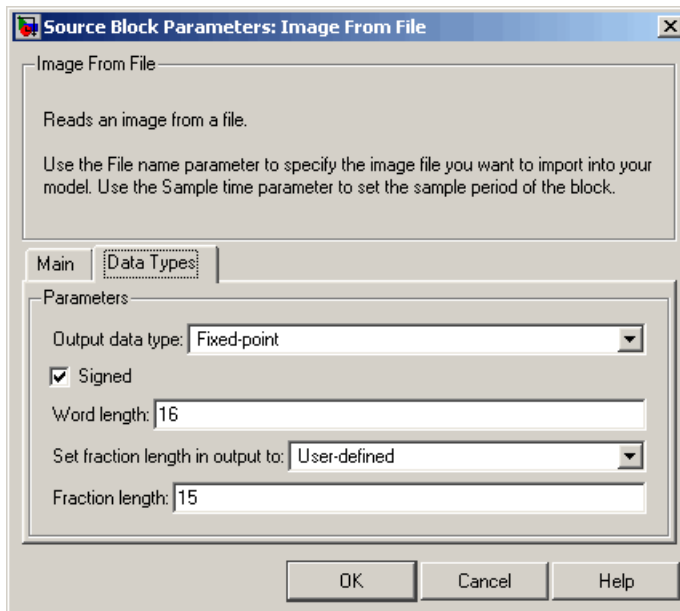 Source Block Parameters: Image From File
Image From File
Reads an image from a file.
Use the File name parameter to specify the image file you want to import into your
model. Use the Sample time parameter to set the sample period of the block.
Main Data Types
Parameters
Output data type: Fixed-point
Signed
Word length: 16
Set fraction length in output to: User-defined
Fraction length: 15
OK Cancel Help